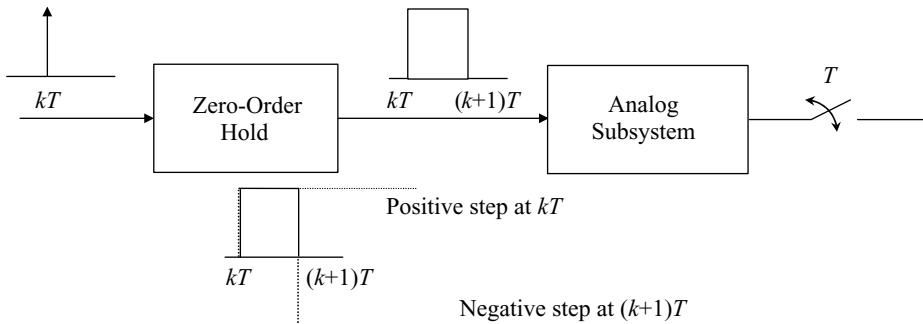 kT
Zero-Order
Hold
kT
(k+1)T
Analog
Subsystem
T
Positive step at kT
kT
(k+1)T
Negative step at (k+1)T